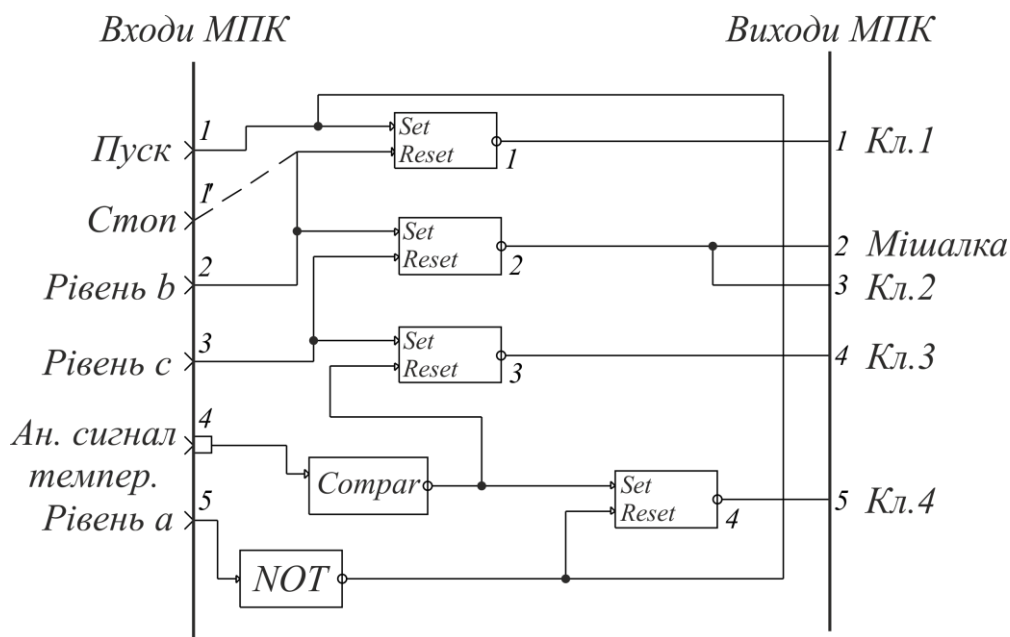 Входи МПК
Виходи МПК
1
Пуск
Set
Reset
1
1 Кл.1
1'
Стоп
Set
Reset
2
2 Мішалка
2
Рівень b
3 Кл.2
3
Рівень c
Set
Reset
3
4 Кл.3
4
Ан. сигнал
темпер.
Compar
Set
Reset
4
5 Кл.4
5
Рівень a
NOT